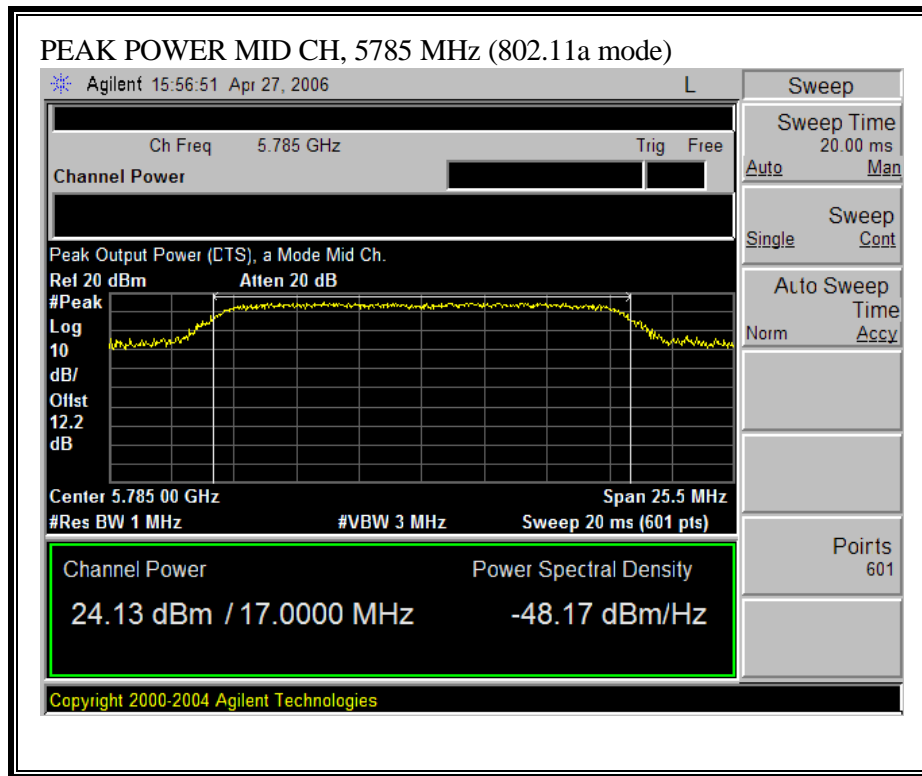 PEAK POWER MID CH, 5785 MHz (802.11a mode)
Agilent 15:56:51 Apr 27, 2006 L
Sweep
Ch Freq 5.785 GHz Trig Free
Channel Power
Sweep Time
20.00 ms
Auto Man
Sweep
Single Cont
Auto Sweep
Time
Norm Accy
Points
601
Peak Output Power (DTS), a Mode Mid Ch.
Ref 20 dBm Atten 20 dB
#Peak
Log
10
dB/
Offst
12.2
dB
Center 5.785 00 GHz Span 25.5 MHz
#Res BW 1 MHz #VBW 3 MHz Sweep 20 ms (601 pts)
Channel Power Power Spectral Density
24.13 dBm / 17.0000 MHz -48.17 dBm/Hz
Copyright 2000-2004 Agilent Technologies